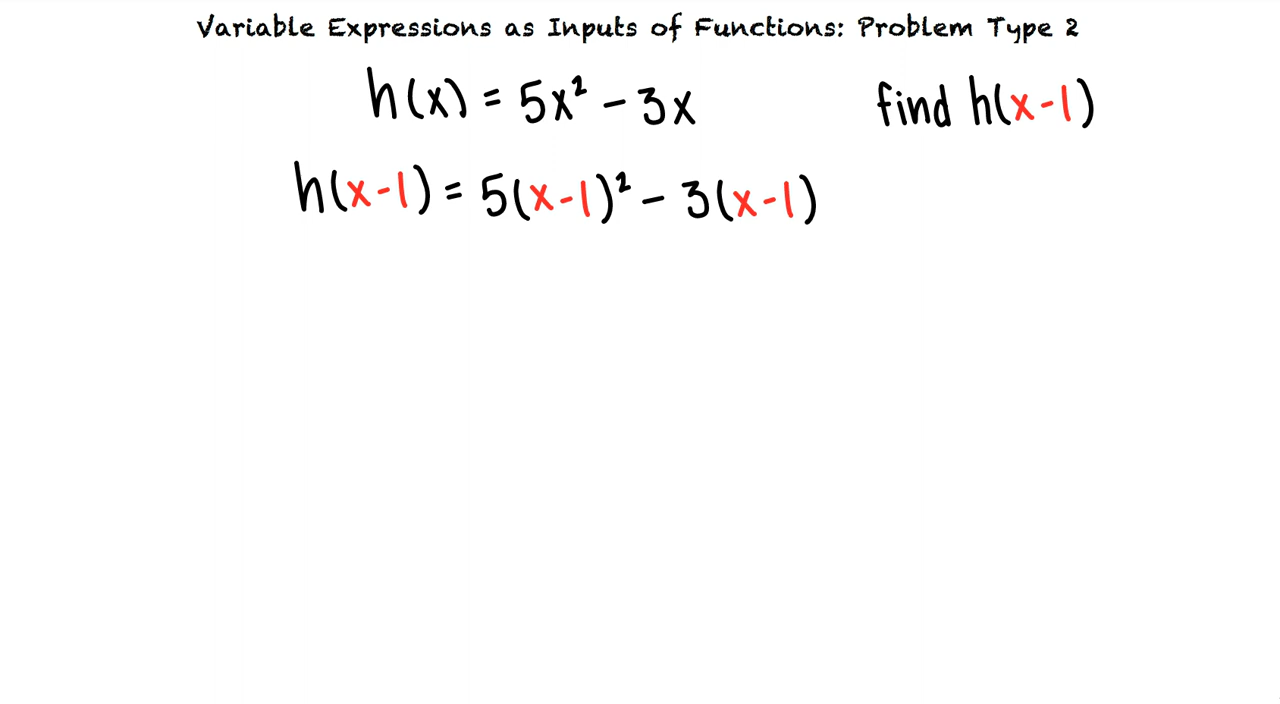 Variable Expressions as Inputs of Functions: Problem Type 2
h(x) = 5x² - 3x find h(x-1)
h(x-1) = 5(x-1)² - 3(x-1)